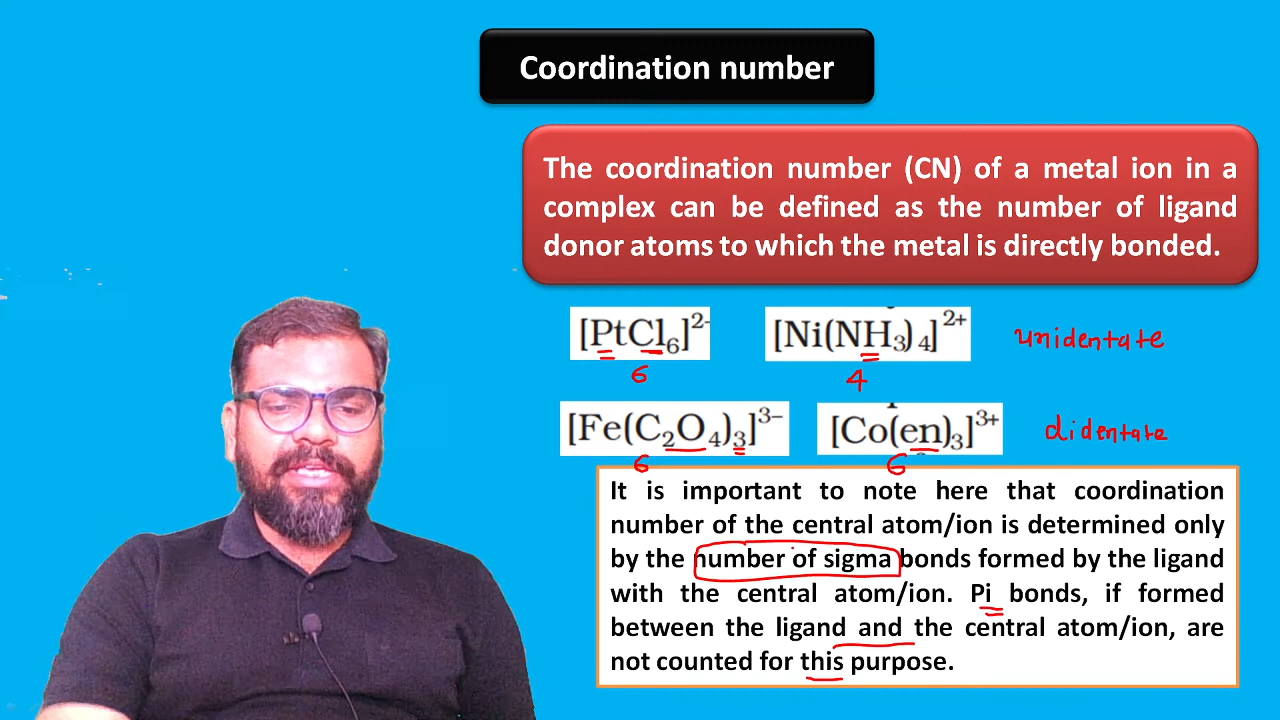 Coordination number
The coordination number (CN) of a metal ion in a
complex can be defined as the number of ligand
donor atoms to which the metal is directly bonded.
[PtCl₆]²⁻ [Ni(NH₃)₄]²⁺ unidentate
6 4
[Fe(C₂O₄)₃]³⁻ [Co(en)₃]³⁺ didentate
6 6
It is important to note here that coordination
number of the central atom/ion is determined only
by the number of sigma bonds formed by the ligand
with the central atom/ion. Pi bonds, if formed
between the ligand and the central atom/ion, are
not counted for this purpose.